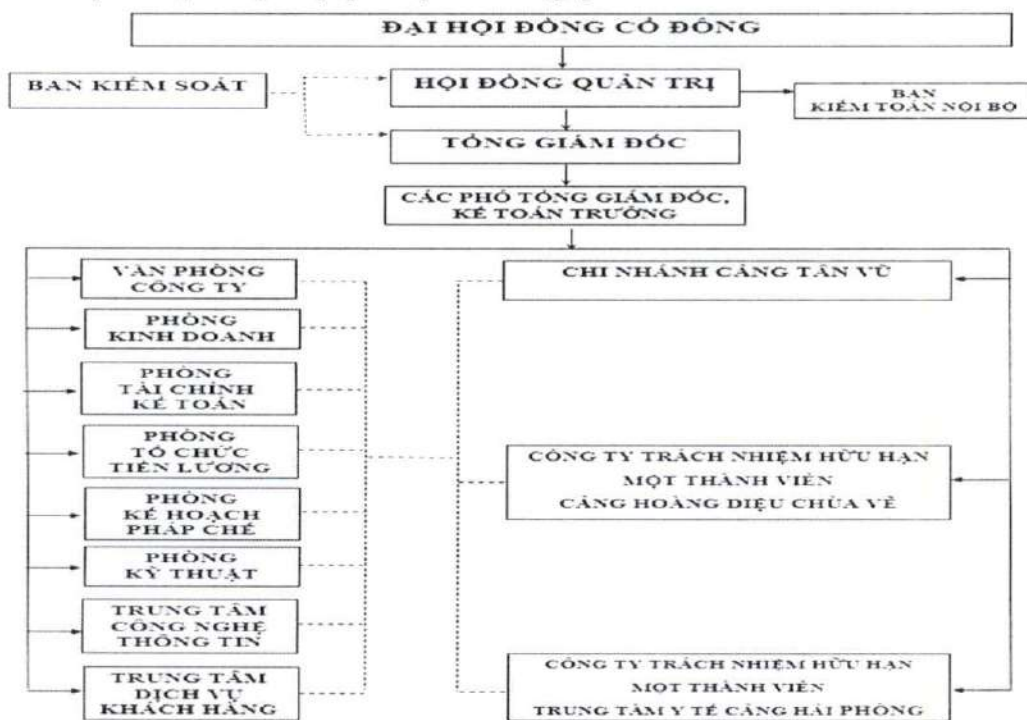 ĐẠI HỘI ĐỒNG CỔ ĐÔNG
BAN KIỂM SOÁT
HỘI ĐỒNG QUẢN TRỊ
BAN
KIỂM TOÁN NỘI BỘ
TỔNG GIÁM ĐỐC
CÁC PHÓ TỔNG GIÁM ĐỐC,
KẾ TOÁN TRƯỞNG
VĂN PHÒNG
CÔNG TY
PHÒNG
KINH DOANH
PHÒNG
TÀI CHÍNH
KẾ TOÁN
PHÒNG
TỔ CHỨC
TIỀN LƯƠNG
PHÒNG
KẾ HOẠCH
PHÁP CHẾ
PHÒNG
KỸ THUẬT
TRUNG TÂM
CÔNG NGHỆ
THÔNG TIN
TRUNG TÂM
DỊCH VỤ
KHÁCH HÀNG
CHI NHÁNH CẢNG TÂN VŨ
CÔNG TY TRÁCH NHIỆM HỮU HẠN
MỘT THÀNH VIÊN
CẢNG HOÀNG DIỆU CHÙA VẼ
CÔNG TY TRÁCH NHIỆM HỮU HẠN
MỘT THÀNH VIÊN
TRUNG TÂM Y TẾ CẢNG HẢI PHÒNG